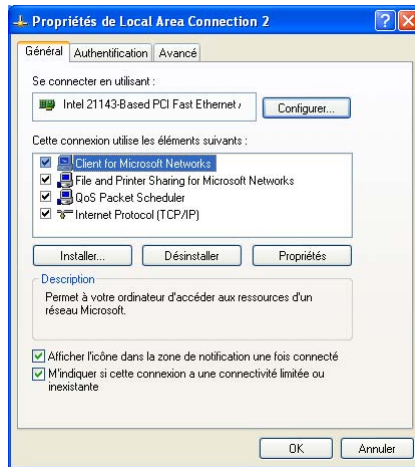 Propriétés de Local Area Connection 2
Général Authentification Avancé
Se connecter en utilisant :
Intel 21143-Based PCI Fast Ethernet
Configurer...
Cette connexion utilise les éléments suivants :
Client for Microsoft Networks
File and Printer Sharing for Microsoft Networks
QoS Packet Scheduler
Internet Protocol (TCP/IP)
Installer... Désinstaller Propriétés
Description
Permet à votre ordinateur d'accéder aux ressources d'un
réseau Microsoft.
Afficher l'icône dans la zone de notification une fois connecté
M'indiquer si cette connexion a une connectivité limitée ou
inexistante
OK Annuler